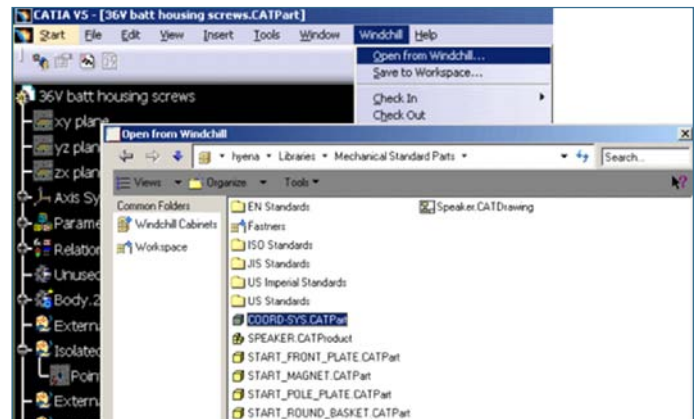 CATIA V5 - [36V batt housing screws.CATPart]
Start File Edit View Insert Tools Window Windchill Help
Open from Windchill...
Save to Workspace...
Check In
Check Out
36V batt housing screws
xy plane
yz plan
zx plan
Axis Sy
Parame
Relation
Unused
Body.2
Extern
Isolated
Poin
Extern
Open from Windchill
hyena Libraries Mechanical Standard Parts Search...
Views Organize Tools
Common Folders
Windchill Cabinets
Workspace
EN Standards
Fastners
ISO Standards
JIS Standards
US Imperial Standards
US Standards
COORD-SYS.CATPart
SPEAKER.CATProduct
START_FRONT_PLATE.CATPart
START_MAGNET.CATPart
START_POLE_PLATE.CATPart
START_ROUND_BASKET.CATPart
Speaker.CATDrawing